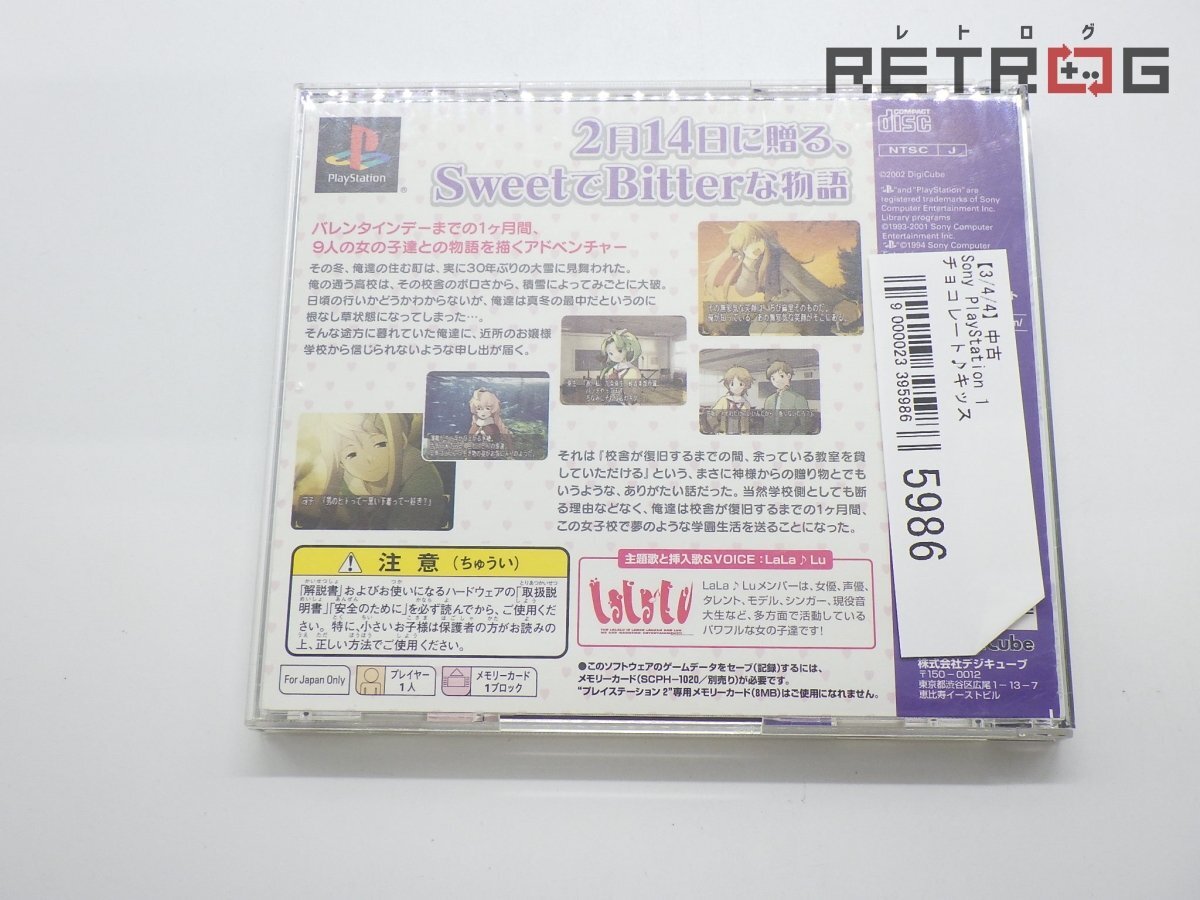 レトログ
RETROG
PlayStation
2月14日に贈る、
SweetでBitterな物語
バレンタインデーまでの1ヶ月間、
9人の女の子達との物語を描くアドベンチャー
その冬、俺達の住む町は、実に30年ぶりの大雪に見舞われた。
俺の通う高校は、その校舎のボロさから、積雪によってみごとに大破。
日頃の行いかどうかわからないが、俺達は真冬の最中だというのに
根なし草状態になってしまった…。
そんな途方に暮れていた俺達に、近所のお嬢様
学校から信じられないような申し出が届く。
それは『校舎が復旧するまでの間、余っている教室を貸
していただける』という、まさに神様からの贈り物とでも
いうような、ありがたい話だった。当然学校側としても断
る理由などなく、俺達は校舎が復旧するまでの1ヶ月間、
この女子校で夢のような学園生活を送ることになった。
注意(ちゅうい)
「解説書」およびお使いになるハードウェアの「取扱説
明書」「安全のために」を必ず読んでから、ご使用くだ
さい。特に、小さいお子様は保護者の方がお読みの
上、正しい方法でご使用ください。
主題歌と挿入歌&VOICE:LaLa♪Lu
LaLa♪Luメンバーは、女優、声優、
タレント、モデル、シンガー、現役音
大生など、多方面で活動している
パワフルな女の子達です!
For Japan Only
プレイヤー
1人
メモリーカード
1ブロック
●このソフトウェアのゲームデータをセーブ(記録)するには、
メモリーカード(SCPH-1020/別売り)が必要です。
"プレイステーション2"専用メモリーカード(8MB)はご使用になれません。
COMPACT
disc
NTSC J
©2002 DigiCube
"and "PlayStation" are
registered trademarks of Sony
Computer Entertainment Inc.
Library programs
©1993-2001 Sony Computer
Entertainment Inc.
©1994 Sony Computer
【3/4/4】中古
Sony PlayStation 1
チョコレート♪キッス
9 000023 395986
5986
Cube
株式会社デジキューブ
〒150-0012
東京都渋谷区広尾1-13-7
恵比寿イーストビル